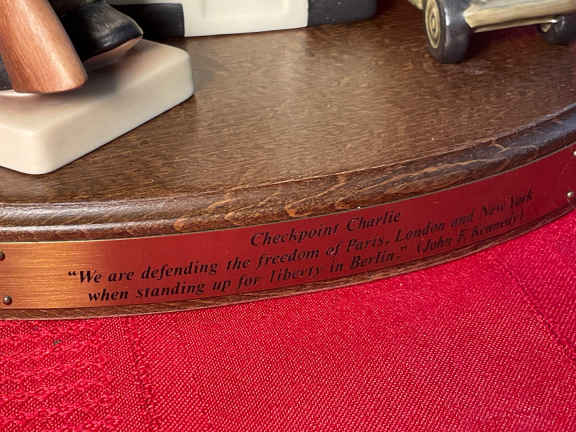 Checkpoint Charlie
"We are defending the freedom of Paris, London and New York
when standing up for liberty in Berlin." (John F. Kennedy)